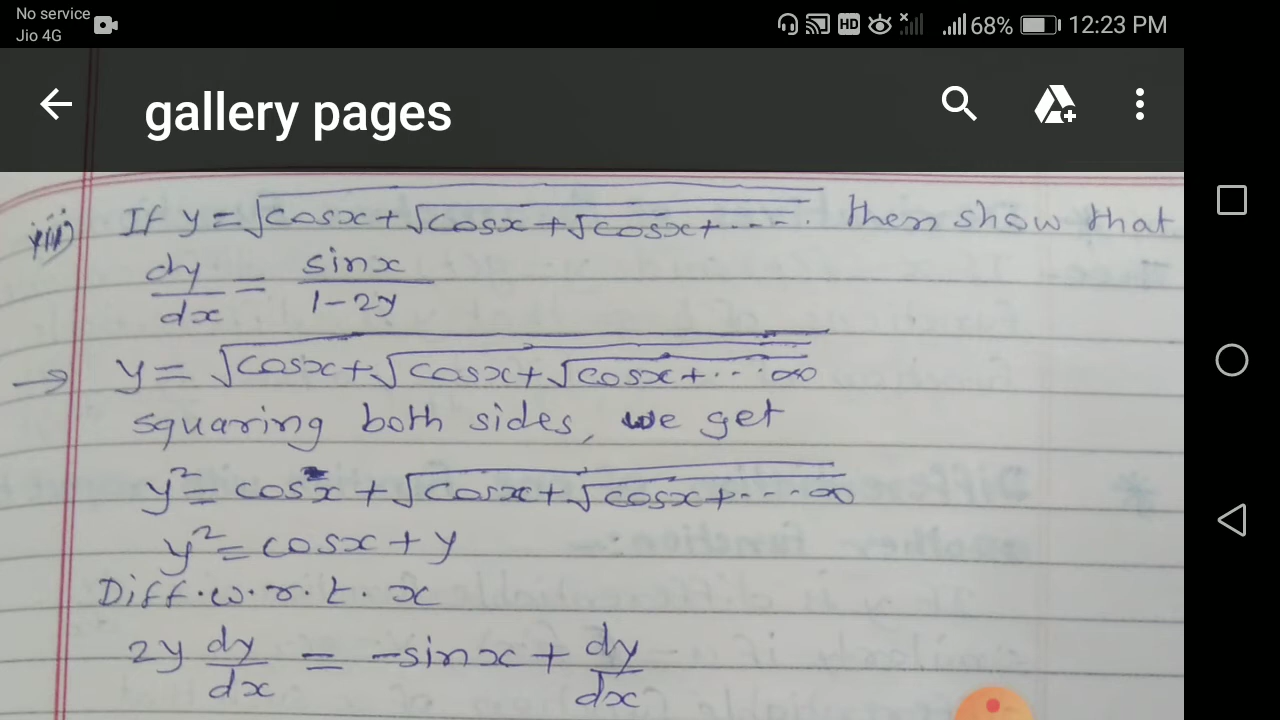 No service
Jio 4G
HD 68% 12:23 PM
gallery pages
xiii) If y = √(cosx + √(cosx + √(cosx + --- . then show that
dy/dx = sinx/(1-2y)
→ y = √(cosx + √(cosx + √(cosx + ... ∞
squaring both sides, we get
y² = cosx + √(cosx + √(cosx + --- ∞
y² = cosx + y
Diff.w.r.t. x
2y dy/dx = -sinx + dy/dx